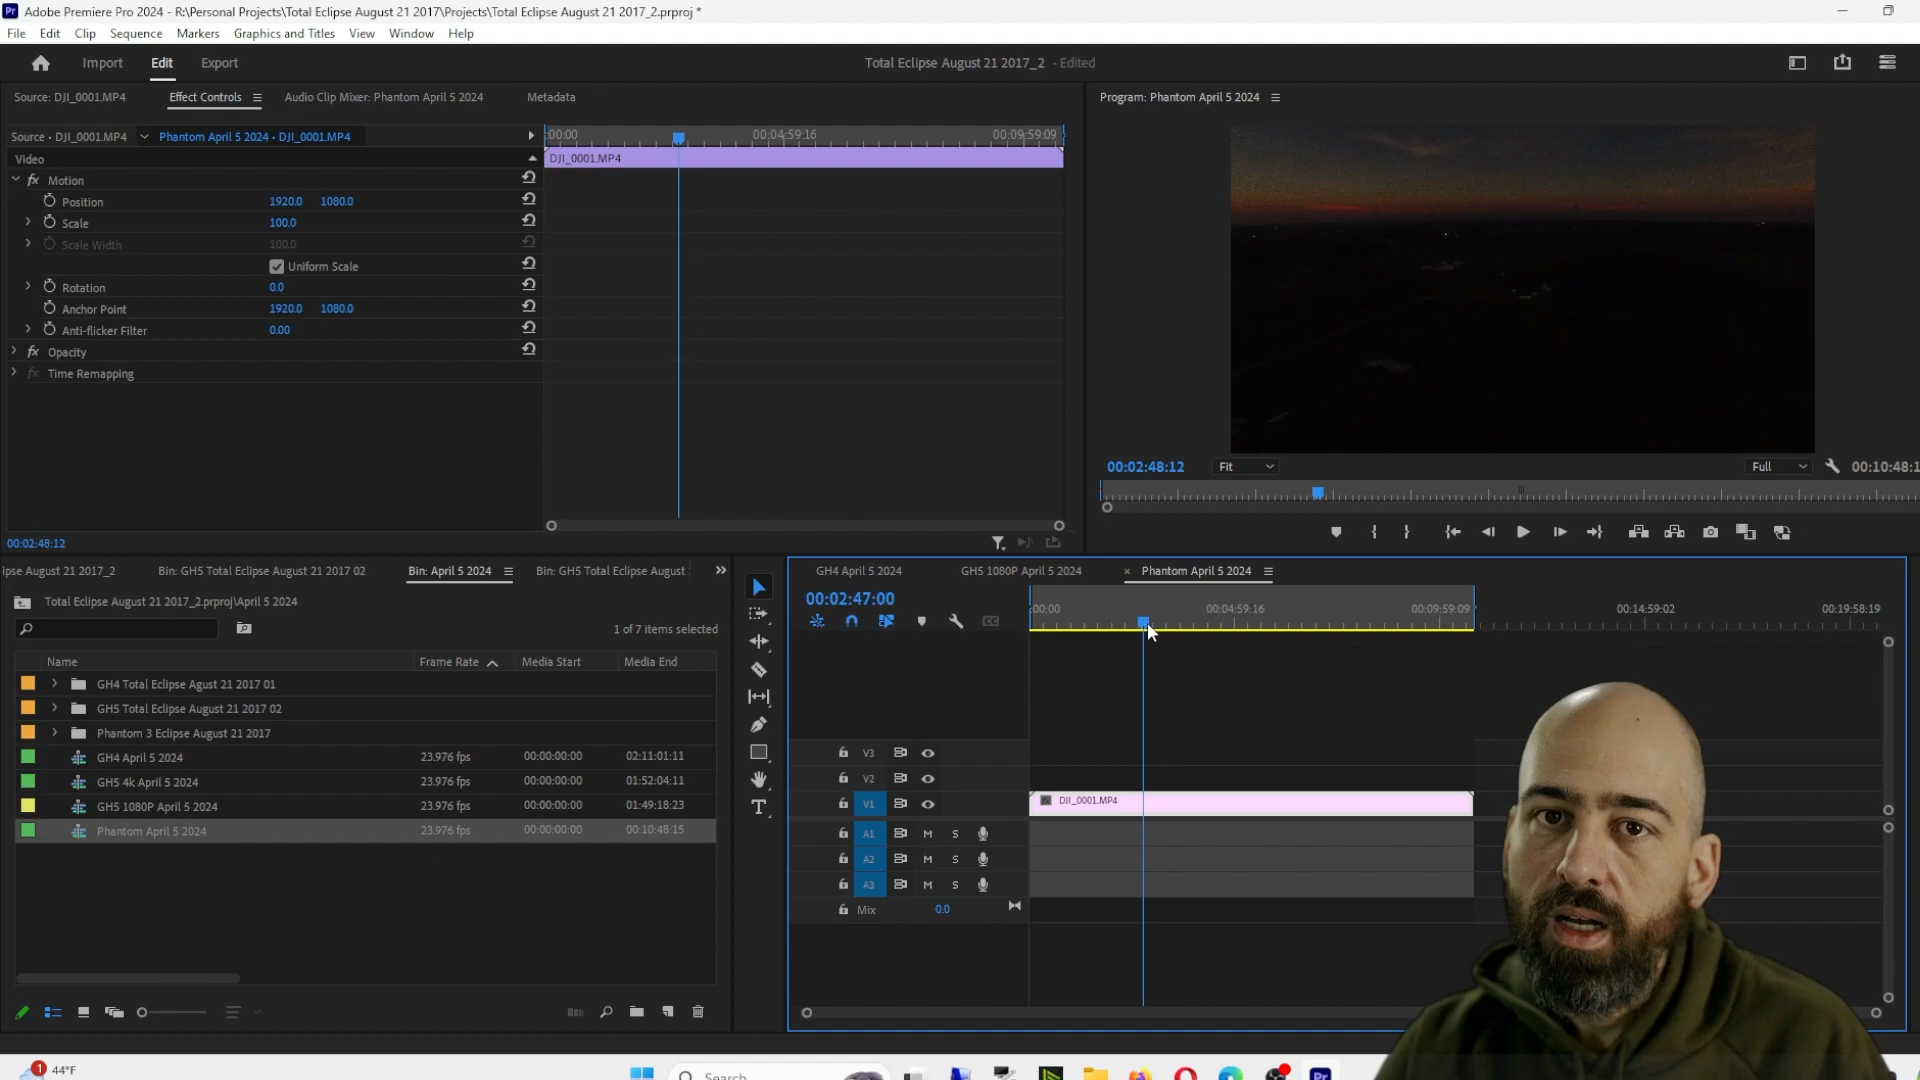 Adobe Premiere Pro 2024 - R:\Personal Projects\Total Eclipse August 21 2017\Projects\Total Eclipse August 21 2017_2.prproj *
File Edit Clip Sequence Markers Graphics and Titles View Window Help
Import Edit Export
Total Eclipse August 21 2017_2 - Edited
Source: DJI_0001.MP4 Effect Controls Audio Clip Mixer: Phantom April 5 2024 Metadata
Program: Phantom April 5 2024
Source • DJI_0001.MP4 Phantom April 5 2024 • DJI_0001.MP4
:00:00 00:04:59:16 00:09:59:09
Video
DJI_0001.MP4
fx Motion
Position 1920.0 1080.0
Scale 100.0
Scale Width 100.0
Uniform Scale
Rotation 0.0
Anchor Point 1920.0 1080.0
Anti-flicker Filter 0.00
fx Opacity
fx Time Remapping
00:02:48:12 Fit Full 00:10:48:1
00:02:48:12
ipse August 21 2017_2 Bin: GH5 Total Eclipse August 21 2017 02 Bin: April 5 2024 Bin: GH5 Total Eclipse August
Total Eclipse August 21 2017_2.prproj\April 5 2024
1 of 7 items selected
Name Frame Rate Media Start Media End
GH4 Total Eclipse Agust 21 2017 01
GH5 Total Eclipse August 21 2017 02
Phantom 3 Eclipse August 21 2017
GH4 April 5 2024 23.976 fps 00:00:00:00 02:11:01:11
GH5 4k April 5 2024 23.976 fps 00:00:00:00 01:52:04:11
GH5 1080P April 5 2024 23.976 fps 00:00:00:00 01:49:18:23
Phantom April 5 2024 23.976 fps 00:00:00:00 00:10:48:15
GH4 April 5 2024 GH5 1080P April 5 2024 × Phantom April 5 2024
00:02:47:00
:00:00 00:04:59:16 00:09:59:09 00:14:59:02 00:19:58:19
V3
V2
V1
DJI_0001.MP4
A1 M S
A2 M S
A3 M S
Mix 0.0
1 44°F
Search
Pr